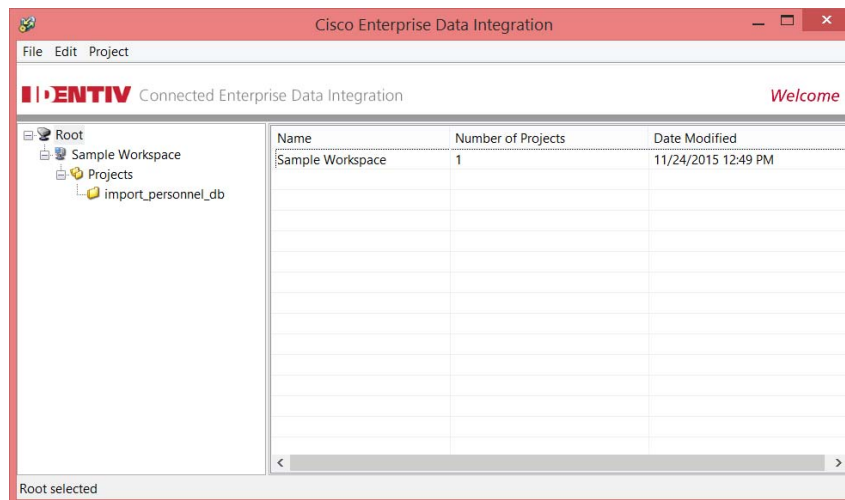 Cisco Enterprise Data Integration
File Edit Project
IDENTIV Connected Enterprise Data Integration
Welcome
Root
Sample Workspace
Projects
import_personnel_db
Name Number of Projects Date Modified
Sample Workspace 1 11/24/2015 12:49 PM
Root selected